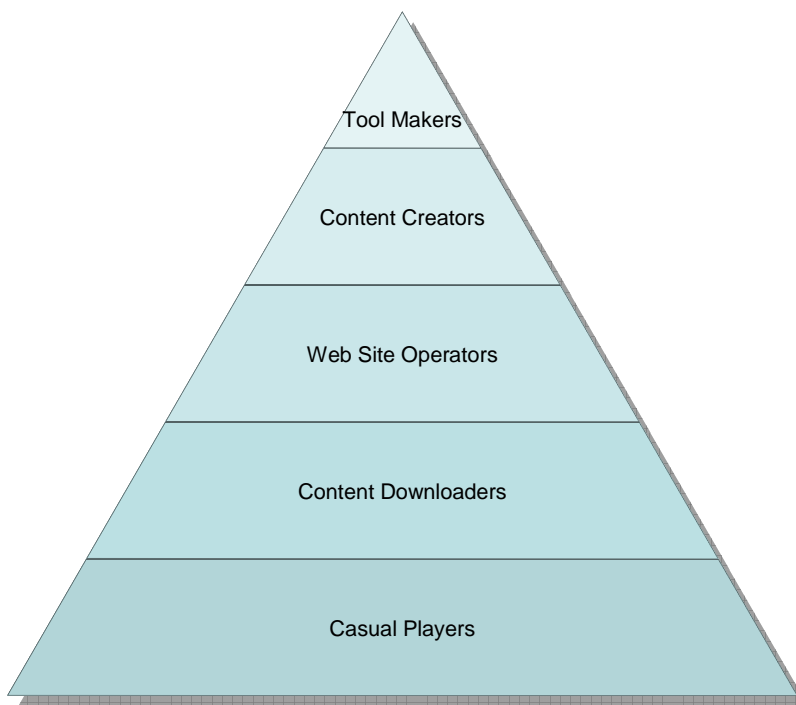 Tool Makers
Content Creators
Web Site Operators
Content Downloaders
Casual Players